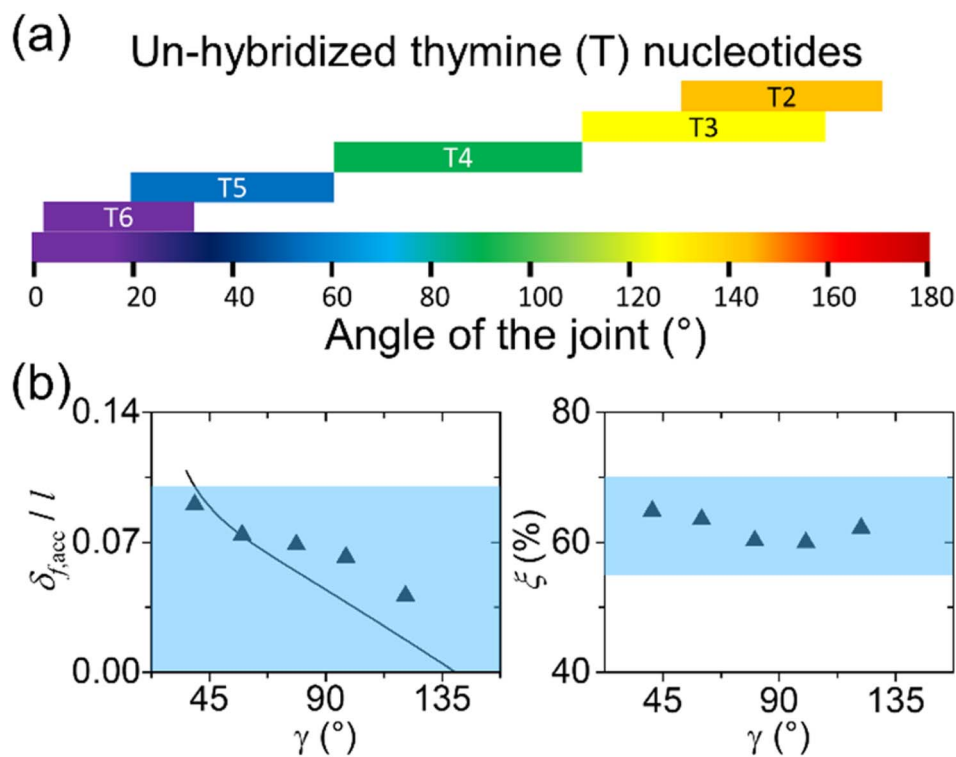 (a)
Un-hybridized thymine (T) nucleotides
T2
T3
T4
T5
T6
0 20 40 60 80 100 120 140 160 180
Angle of the joint (°)
(b)
0.14
0.07
0.00
δf,acc / l
45 90 135
γ (°)
80
60
40
ξ (%)
45 90 135
γ (°)